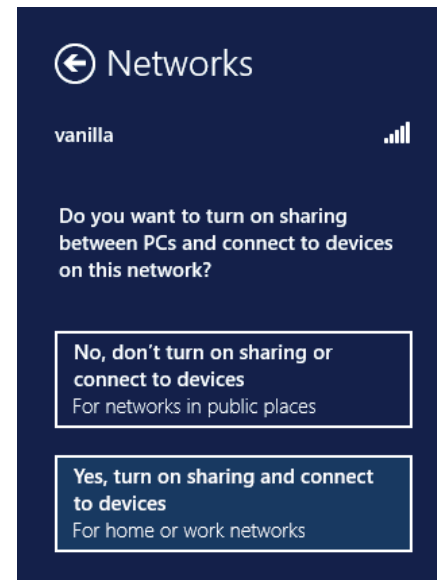 Networks
vanilla
Do you want to turn on sharing
between PCs and connect to devices
on this network?
No, don't turn on sharing or
connect to devices
For networks in public places
Yes, turn on sharing and connect
to devices
For home or work networks